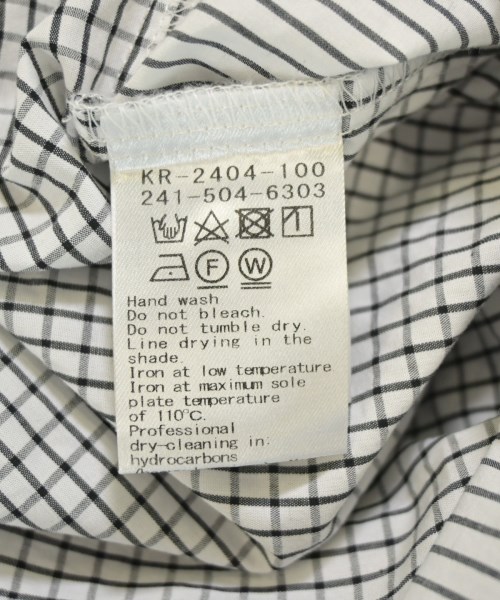 KR-2404-100
241-504-6303
F W
Hand wash
Do not bleach.
Do not tumble dry.
Line drying in the
shade.
Iron at low temperature
Iron at maximum sole
plate temperature
of 110℃.
Professional
dry-cleaning in:
hydrocarbons